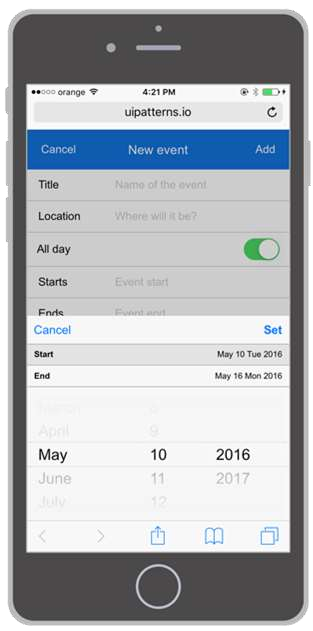 orange 4:21 PM
uipatterns.io
Cancel New event Add
Title Name of the event
Location Where will it be?
All day
Starts Event start
Ends Event end
Cancel Set
Start May 10 Tue 2016
End May 16 Mon 2016
March 8
April 9
May 10 2016
June 11 2017
July 12